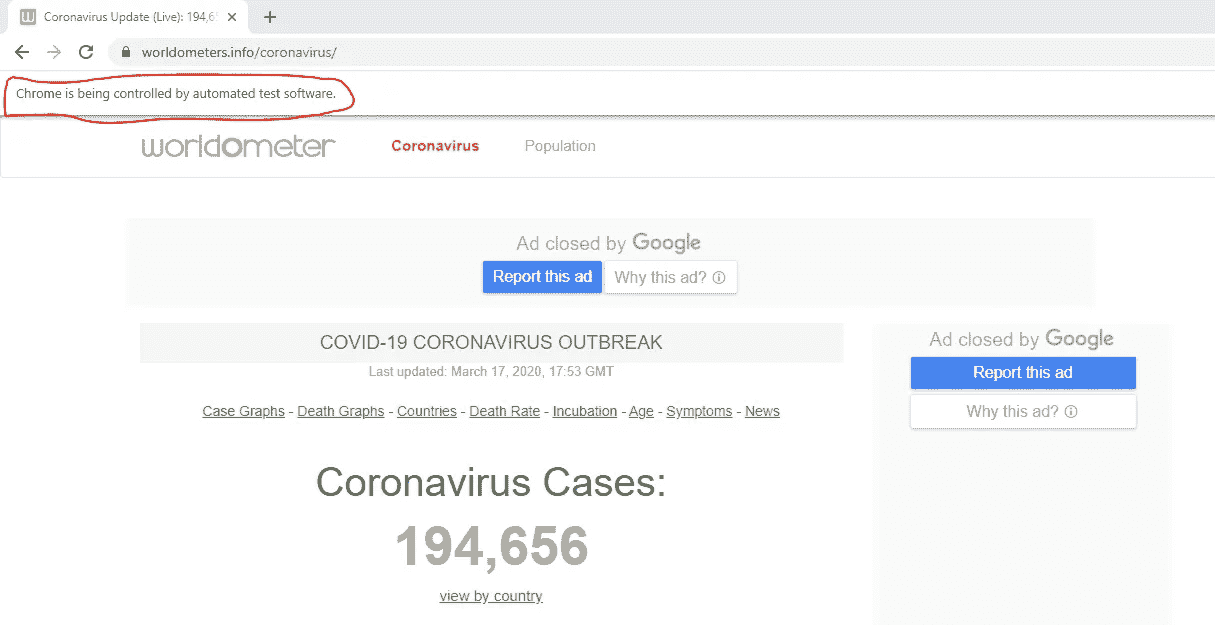 Coronavirus Update (Live): 194,65
worldometers.info/coronavirus/
Chrome is being controlled by automated test software.
worldometer Coronavirus Population
Ad closed by Google
Report this ad Why this ad?
COVID-19 CORONAVIRUS OUTBREAK
Last updated: March 17, 2020, 17:53 GMT
Case Graphs - Death Graphs - Countries - Death Rate - Incubation - Age - Symptoms - News
Coronavirus Cases:
194,656
view by country
Ad closed by Google
Report this ad
Why this ad?